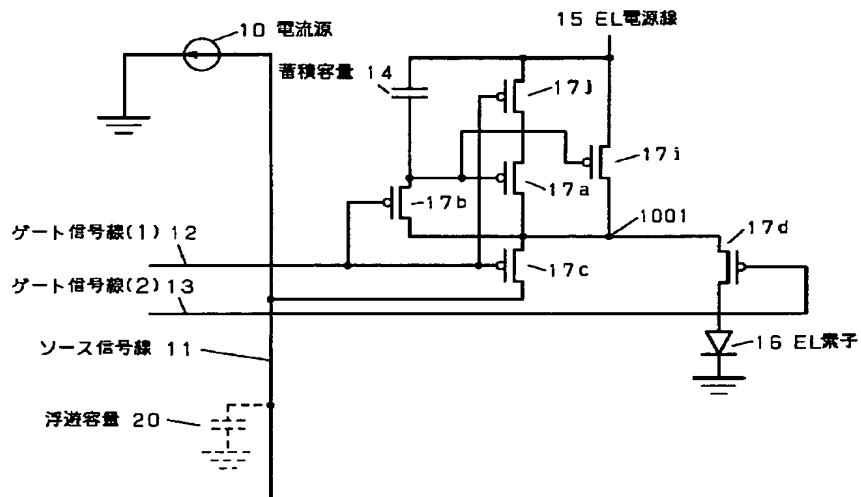 10 電流源
15 EL電源線
蓄積容量 14
17j
17i
17a
17b
1001
17d
ゲート信号線(1) 12
17c
ゲート信号線(2) 13
ソース信号線 11
16 EL素子
浮遊容量 20